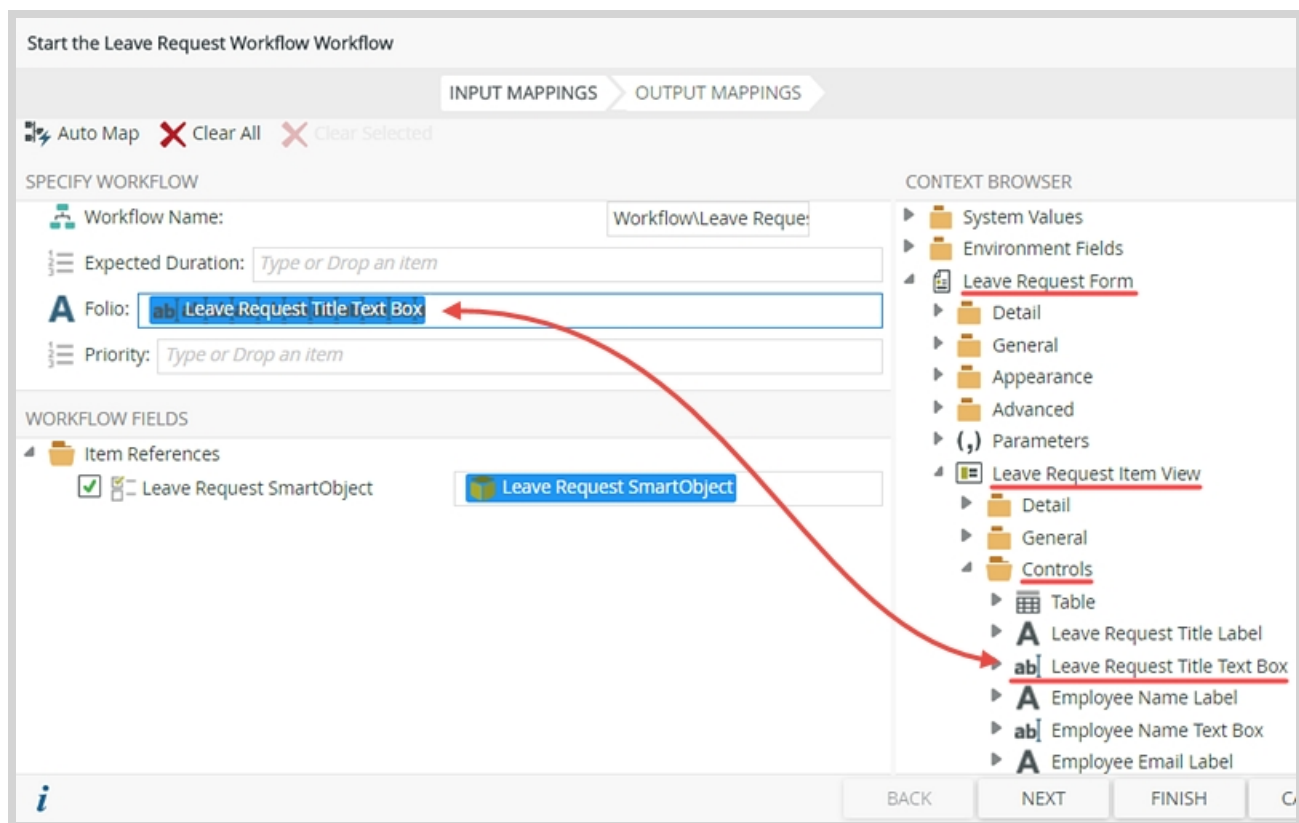 Start the Leave Request Workflow Workflow
INPUT MAPPINGS OUTPUT MAPPINGS
Auto Map Clear All Clear Selected
SPECIFY WORKFLOW
Workflow Name: Workflow\Leave Reques
Expected Duration: Type or Drop an item
Folio: ab Leave Request Title Text Box
Priority: Type or Drop an item
WORKFLOW FIELDS
Item References
Leave Request SmartObject Leave Request SmartObject
CONTEXT BROWSER
System Values
Environment Fields
Leave Request Form
Detail
General
Appearance
Advanced
(,) Parameters
Leave Request Item View
Detail
General
Controls
Table
A Leave Request Title Label
ab Leave Request Title Text Box
A Employee Name Label
ab Employee Name Text Box
A Employee Email Label
i BACK NEXT FINISH CA